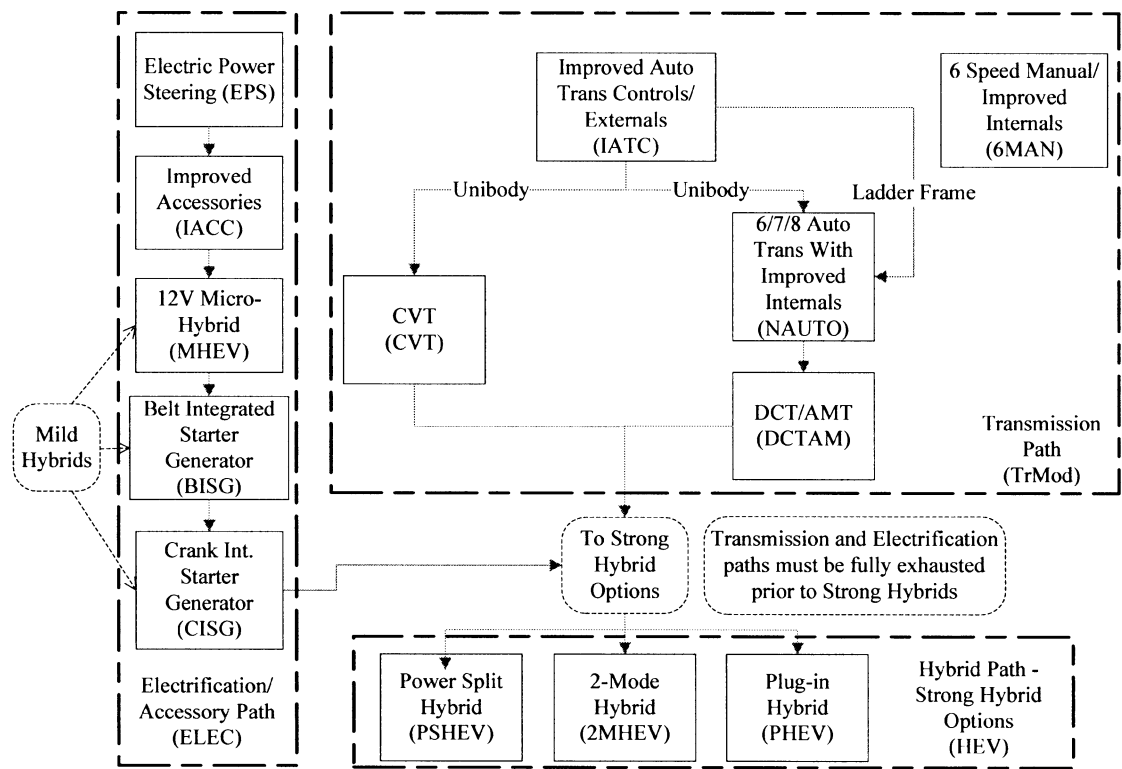 Electric Power
Steering (EPS)
Improved
Accessories
(IACC)
12V Micro-
Hybrid
(MHEV)
Belt Integrated
Starter
Generator
(BISG)
Crank Int.
Starter
Generator
(CISG)
Mild
Hybrids
Electrification/
Accessory Path
(ELEC)
Improved Auto
Trans Controls/
Externals
(IATC)
6 Speed Manual/
Improved
Internals
(6MAN)
Unibody
Unibody
Ladder Frame
6/7/8 Auto
Trans With
Improved
Internals
(NAUTO)
CVT
(CVT)
DCT/AMT
(DCTAM)
Transmission
Path
(TrMod)
To Strong
Hybrid
Options
Transmission and Electrification
paths must be fully exhausted
prior to Strong Hybrids
Power Split
Hybrid
(PSHEV)
2-Mode
Hybrid
(2MHEV)
Plug-in
Hybrid
(PHEV)
Hybrid Path -
Strong Hybrid
Options
(HEV)